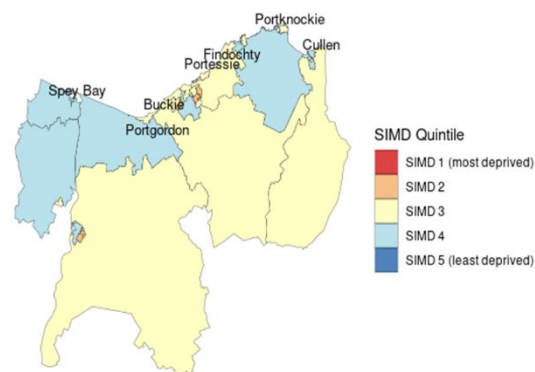 Portknockie
Findochty
Cullen
Portessie
Spey Bay
Buckie
Portgordon
SIMD Quintile
SIMD 1 (most deprived)
SIMD 2
SIMD 3
SIMD 4
SIMD 5 (least deprived)